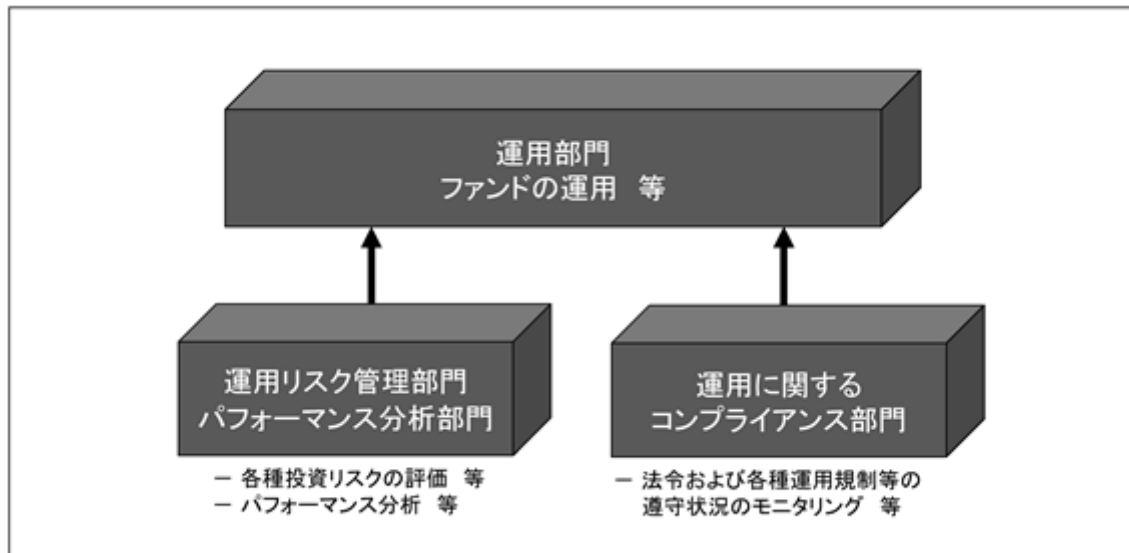 運用部門
ファンドの運用　等
運用リスク管理部門
パフォーマンス分析部門
運用に関する
コンプライアンス部門
－ 各種投資リスクの評価　等
－ パフォーマンス分析　等
－ 法令および各種運用規制等の
遵守状況のモニタリング　等